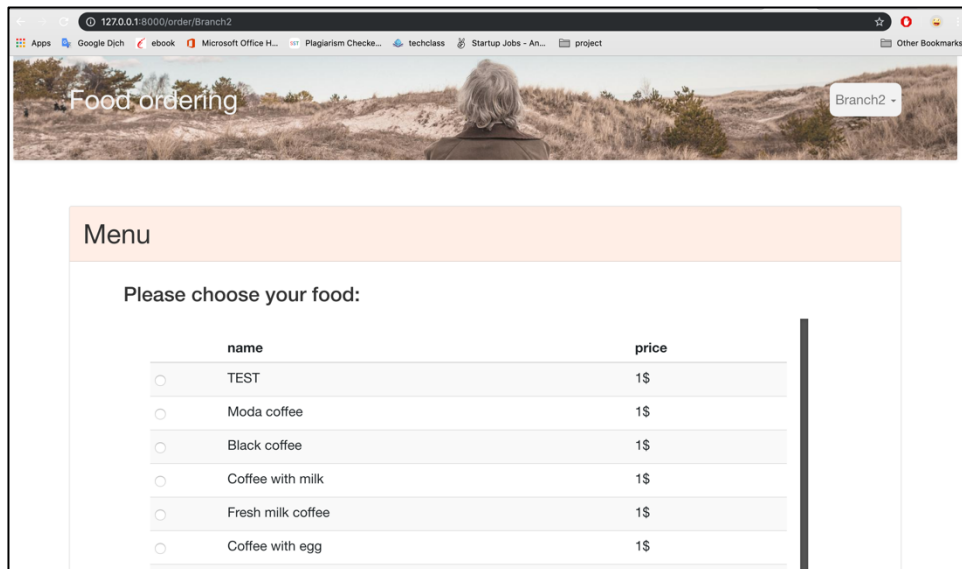 127.0.0.1:8000/order/Branch2
Apps Google Dịch ebook Microsoft Office H... Plagiarism Checke... techclass Startup Jobs - An... project Other Bookmarks
Food ordering Branch2
Menu
Please choose your food:
name price
TEST 1$
Moda coffee 1$
Black coffee 1$
Coffee with milk 1$
Fresh milk coffee 1$
Coffee with egg 1$